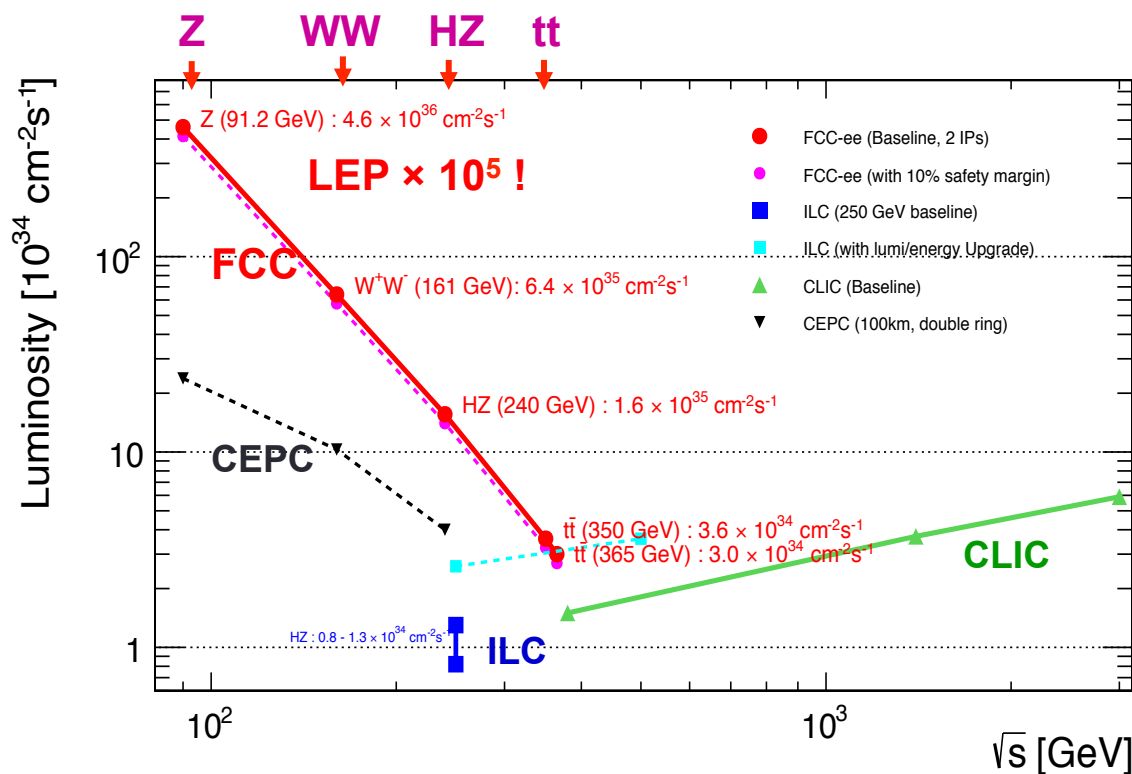 Z WW HZ tt
Luminosity [10³⁴ cm⁻²s⁻¹]
Z (91.2 GeV) : 4.6 × 10³⁶ cm⁻²s⁻¹
LEP × 10⁵ !
FCC-ee (Baseline, 2 IPs)
FCC-ee (with 10% safety margin)
ILC (250 GeV baseline)
ILC (with lumi/energy Upgrade)
CLIC (Baseline)
CEPC (100km, double ring)
10²
FCC
W⁺W⁻ (161 GeV): 6.4 × 10³⁵ cm⁻²s⁻¹
HZ (240 GeV) : 1.6 × 10³⁵ cm⁻²s⁻¹
10
CEPC
tt̄ (350 GeV) : 3.6 × 10³⁴ cm⁻²s⁻¹
tt̄ (365 GeV) : 3.0 × 10³⁴ cm⁻²s⁻¹
CLIC
HZ : 0.8 - 1.3 × 10³⁴ cm⁻²s⁻¹
ILC
1
10² 10³
√s [GeV]